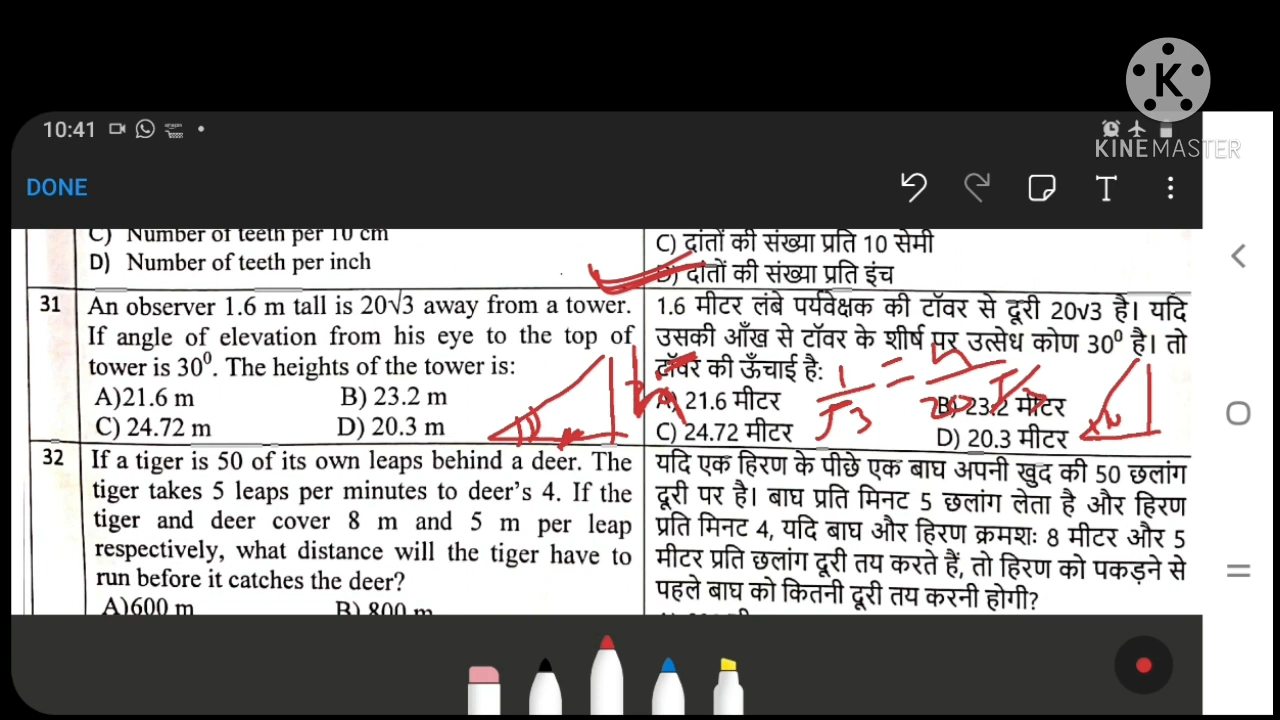 K
10:41
KINEMASTER
DONE
T
C) Number of teeth per 10 cm
D) Number of teeth per inch
C) दांतों की संख्या प्रति 10 सेमी
D) दांतों की संख्या प्रति इंच
31 An observer 1.6 m tall is 20√3 away from a tower.
If angle of elevation from his eye to the top of
tower is 30⁰. The heights of the tower is:
A)21.6 m B) 23.2 m
C) 24.72 m D) 20.3 m
1.6 मीटर लंबे पर्यवेक्षक की टॉवर से दूरी 20√3 है। यदि
उसकी आँख से टॉवर के शीर्ष पर उत्सेध कोण 30⁰ है। तो
टॉवर की ऊँचाई है:
A) 21.6 मीटर B) 23.2 मीटर
C) 24.72 मीटर D) 20.3 मीटर
h
1/√3 = h/20√3
32 If a tiger is 50 of its own leaps behind a deer. The
tiger takes 5 leaps per minutes to deer's 4. If the
tiger and deer cover 8 m and 5 m per leap
respectively, what distance will the tiger have to
run before it catches the deer?
A)600 m B) 800 m
यदि एक हिरण के पीछे एक बाघ अपनी खुद की 50 छलांग
दूरी पर है। बाघ प्रति मिनट 5 छलांग लेता है और हिरण
प्रति मिनट 4, यदि बाघ और हिरण क्रमशः 8 मीटर और 5
मीटर प्रति छलांग दूरी तय करते हैं, तो हिरण को पकड़ने से
पहले बाघ को कितनी दूरी तय करनी होगी?